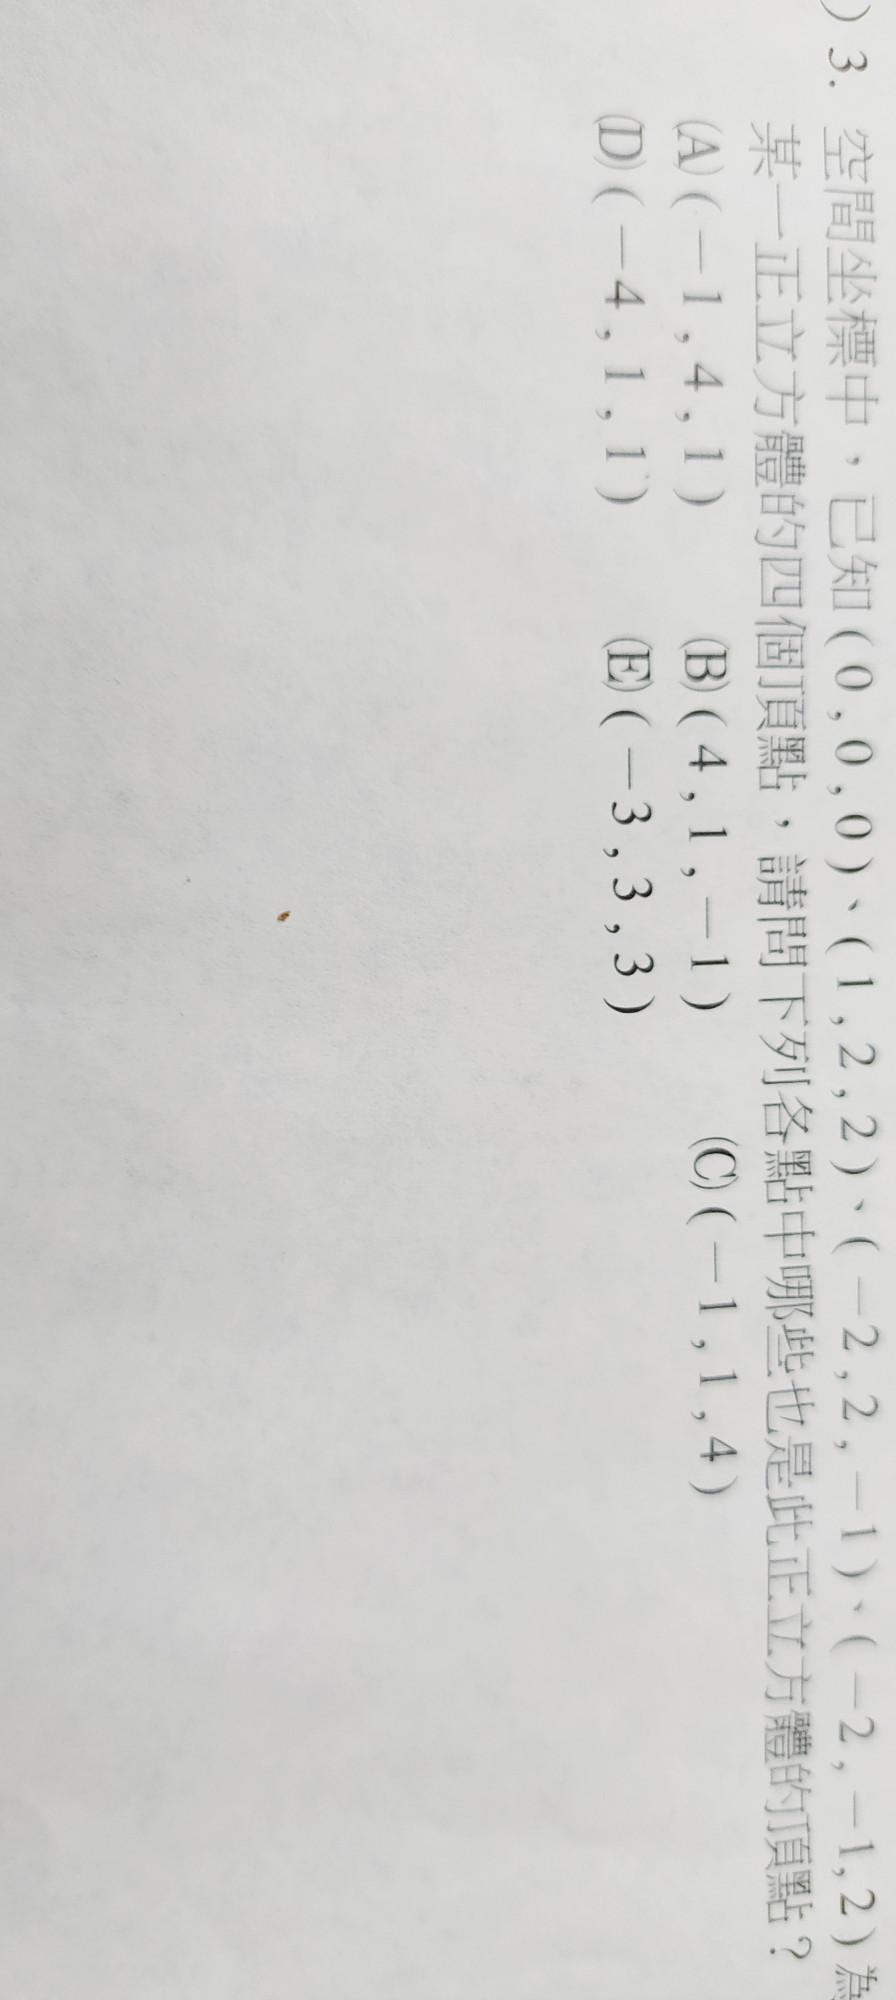 ) 3. 空間坐標中，已知(0,0,0)、(1,2,2)、(−2,2,−1)、(−2,−1,2)為
某一正立方體的四個頂點，請問下列各點中哪些也是此正立方體的頂點？
(A)(−1,4,1) (B)(4,1,−1) (C)(−1,1,4)
(D)(−4,1,1) (E)(−3,3,3)